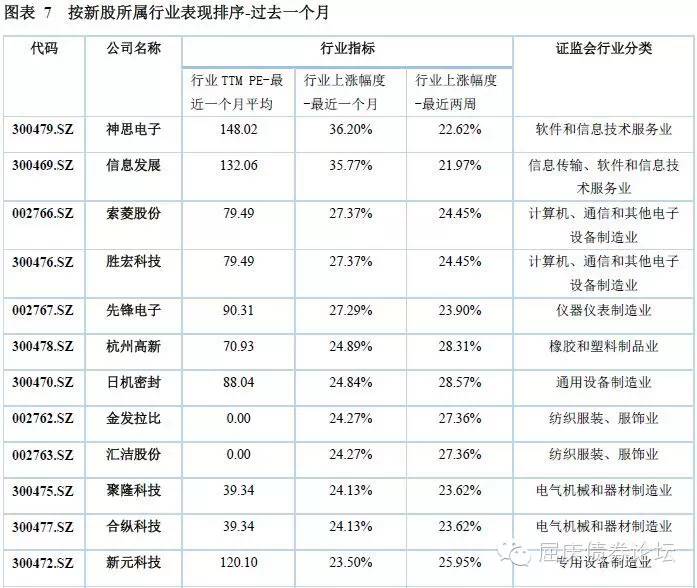 图表 7 按新股所属行业表现排序-过去一个月
代码 公司名称 行业指标 证监会行业分类
行业 TTM PE-最 行业上涨幅度 行业上涨幅度
近一个月平均 -最近一个月 -最近两周
300479.SZ 神思电子 148.02 36.20% 22.62% 软件和信息技术服务业
300469.SZ 信息发展 132.06 35.77% 21.97% 信息传输、软件和信息技
术服务业
002766.SZ 索菱股份 79.49 27.37% 24.45% 计算机、通信和其他电子
设备制造业
300476.SZ 胜宏科技 79.49 27.37% 24.45% 计算机、通信和其他电子
设备制造业
002767.SZ 先锋电子 90.31 27.29% 23.90% 仪器仪表制造业
300478.SZ 杭州高新 70.93 24.89% 28.31% 橡胶和塑料制品业
300470.SZ 日机密封 88.04 24.84% 28.57% 通用设备制造业
002762.SZ 金发拉比 0.00 24.27% 27.36% 纺织服装、服饰业
002763.SZ 汇洁股份 0.00 24.27% 27.36% 纺织服装、服饰业
300475.SZ 聚隆科技 39.34 24.13% 23.62% 电气机械和器材制造业
300477.SZ 合纵科技 39.34 24.13% 23.62% 电气机械和器材制造业
300472.SZ 新元科技 120.10 23.50% 25.95% 专用设备制造业
屈庆债券论坛